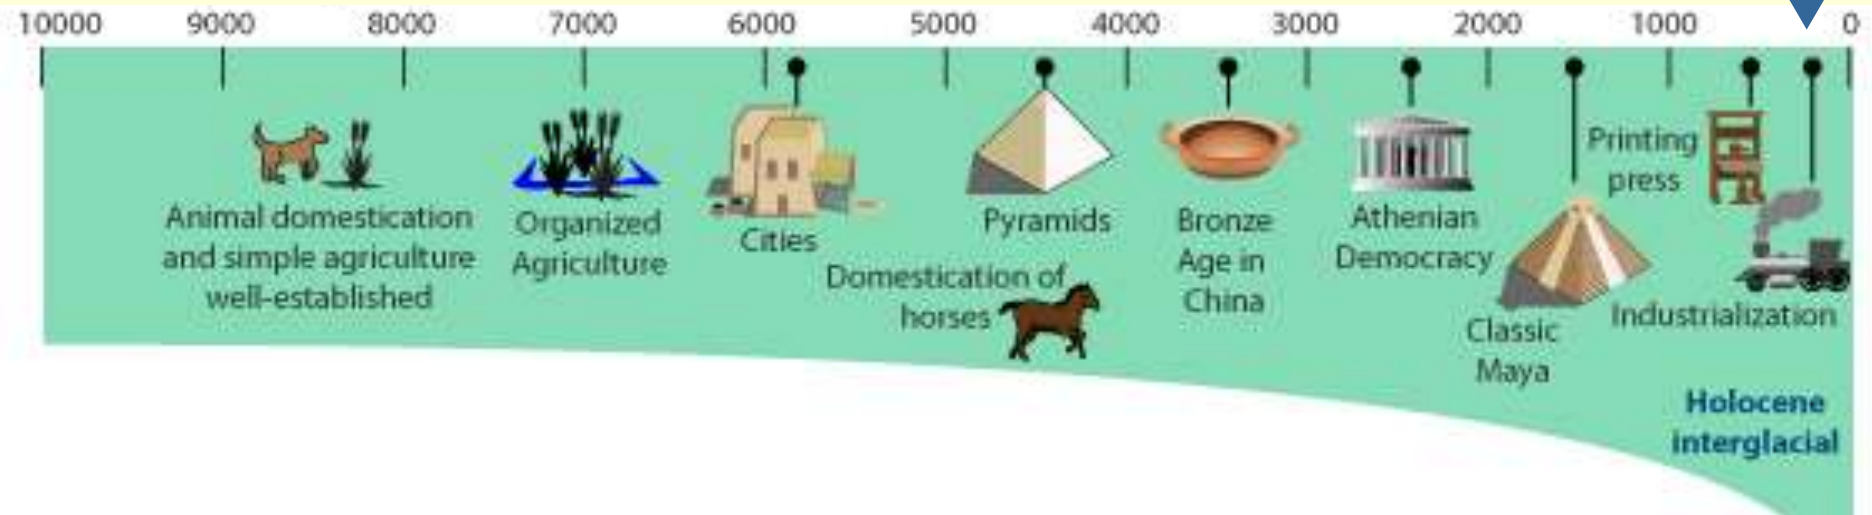 10000 9000 8000 7000 6000 5000 4000 3000 2000 1000 0
Animal domestication
and simple agriculture
well-established
Organized
Agriculture
Cities
Domestication of
horses
Pyramids
Bronze
Age in
China
Athenian
Democracy
Classic
Maya
Printing
press
Industrialization
Holocene
interglacial